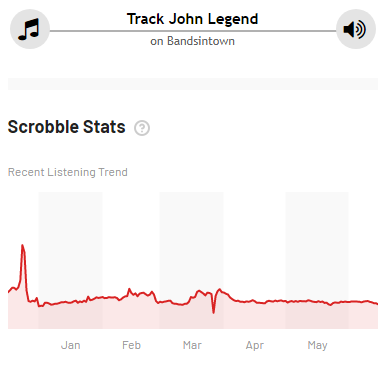 Track John Legend
on Bandsintown
Scrobble Stats ?
Recent Listening Trend
Jan Feb Mar Apr May